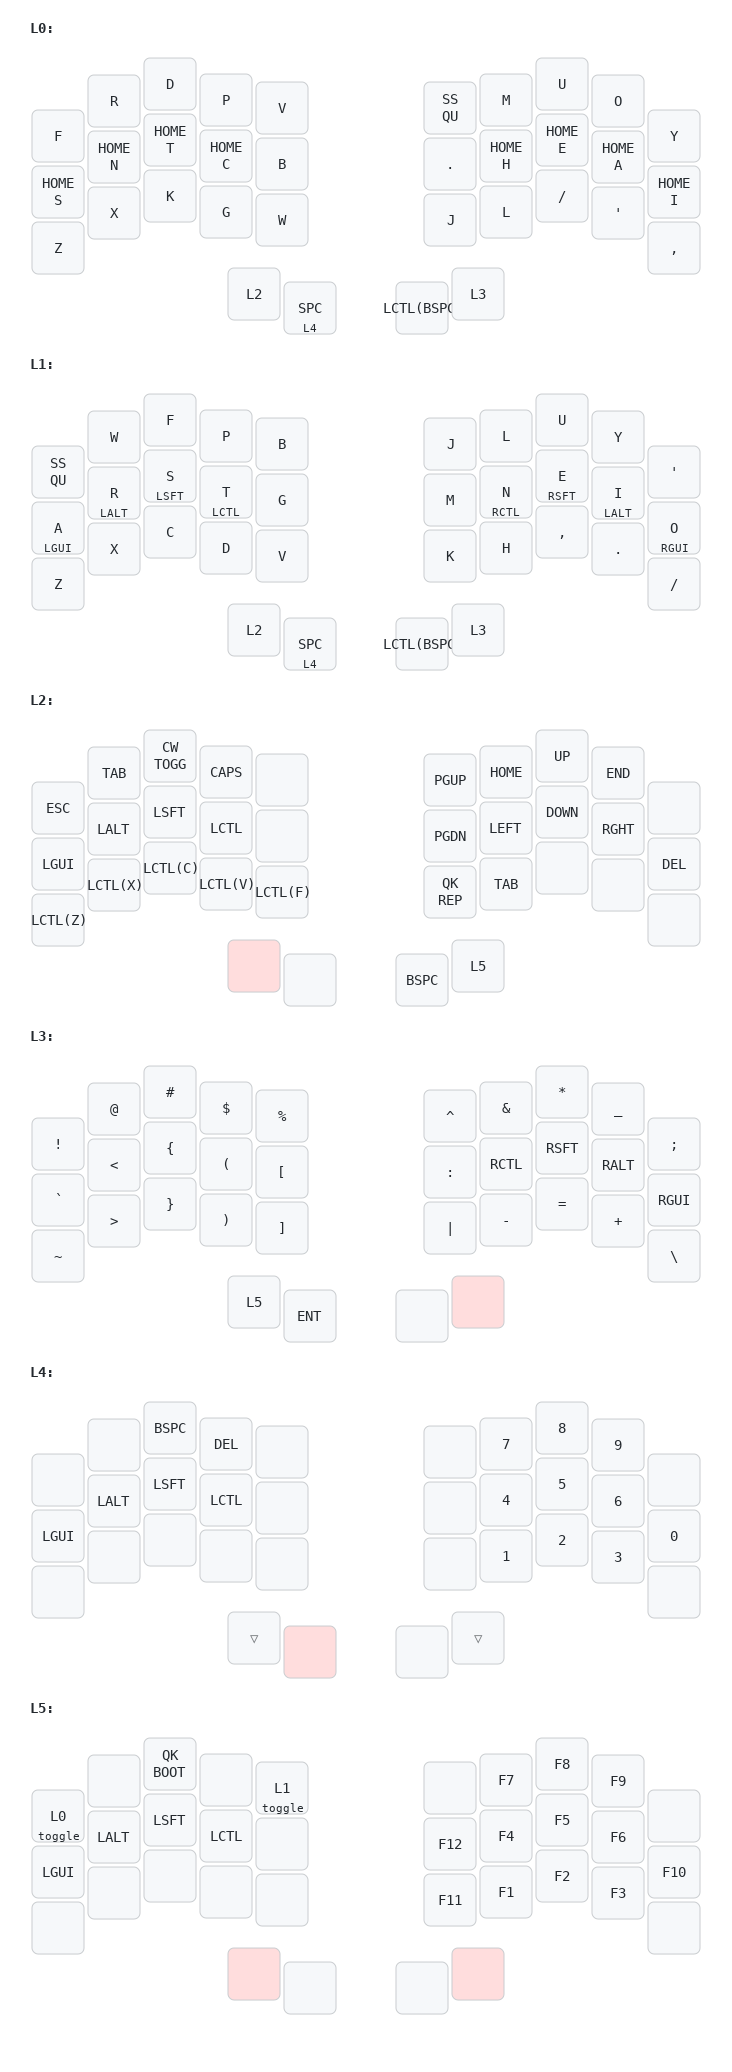 L0:
F R D P V SS QU M U O Y
HOME S HOME N HOME T HOME C B . HOME H HOME E HOME A HOME I
Z X K G W J L / ' ,
L2 SPC L4 LCTL(BSPC L3
L1:
SS QU W F P B J L U Y '
A LGUI R LALT S LSFT T LCTL G M N RCTL E RSFT I LALT O RGUI
Z X C D V K H , . /
L2 SPC L4 LCTL(BSPC L3
L2:
ESC TAB CW TOGG CAPS PGUP HOME UP END
LGUI LALT LSFT LCTL PGDN LEFT DOWN RGHT DEL
LCTL(Z) LCTL(X) LCTL(C) LCTL(V) LCTL(F) QK REP TAB
BSPC L5
L3:
! @ # $ % ^ & * _ ;
` < { ( [ : RCTL RSFT RALT RGUI
~ > } ) ] | - = + \
L5 ENT
L4:
BSPC DEL 7 8 9
LGUI LALT LSFT LCTL 4 5 6 0
1 2 3
▽ ▽
L5:
L0 toggle QK BOOT L1 toggle F7 F8 F9
LGUI LALT LSFT LCTL F12 F4 F5 F6 F10
F11 F1 F2 F3